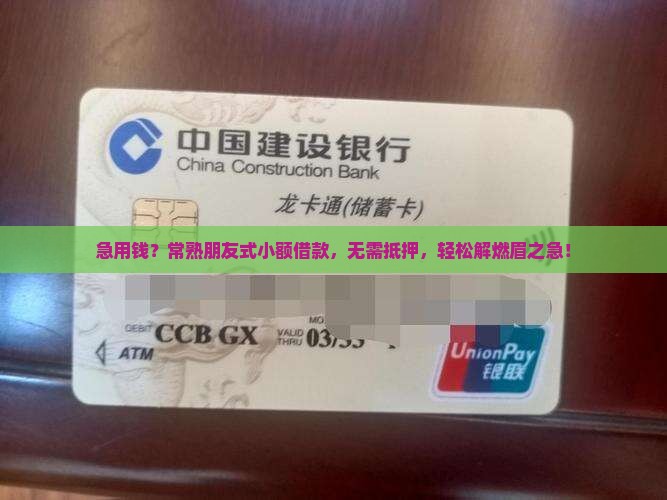 中国建设银行
China Construction Bank
龙卡通(储蓄卡)
急用钱？常熟朋友式小额借款，无需抵押，轻松解燃眉之急！
DEBIT CCB GX VALID THRU 03/33
ATM
UnionPay
银联